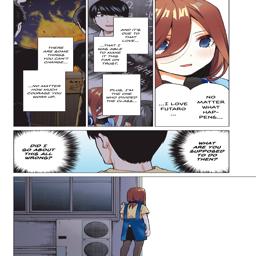 NO
MATTER
WHAT
HAP-
PENS,
...I LOVE
FUTARO
...
AND IT'S
DUE TO
THAT
LOVE...
...THAT I
WAS ABLE
TO MAKE IT
THIS FAR
ON
TRUST.
PLUS, I'M
THE ONE
WHO DIVIDED
THE CLASS...
THERE
ARE SOME
THINGS
YOU CAN'T
CHANGE,
...NO MATTER
HOW MUCH
COURAGE YOU
WORK UP.
WHAT
ARE YOU
SUPPOSED
TO DO
THEN?
DID I
GO ABOUT
THIS ALL
WRONG?